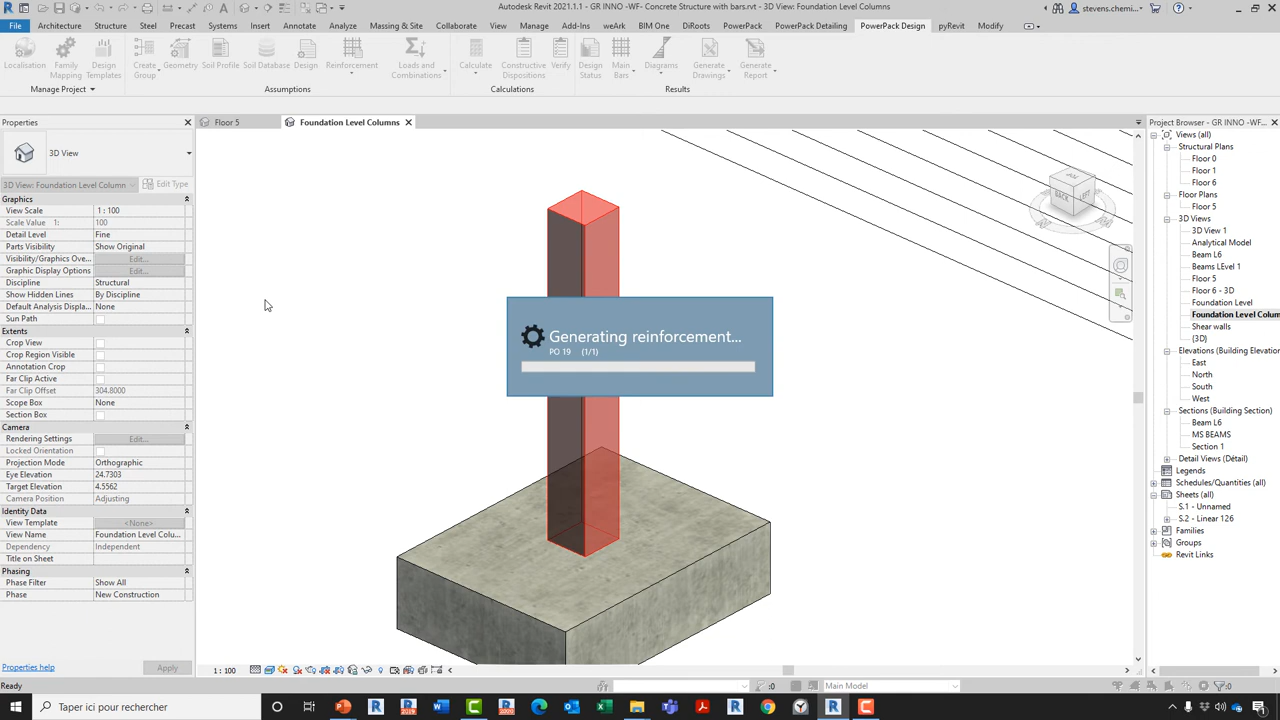 Autodesk Revit 2021.1.1 - GR INNO -WF- Concrete Structure with bars.rvt - 3D View: Foundation Level Columns
stevens.chemi...
File Architecture Structure Steel Precast Systems Insert Annotate Analyze Massing & Site Collaborate View Manage Add-Ins weArk BIM One DiRoots PowerPack PowerPack Detailing PowerPack Design pyRevit Modify
Localisation Family Mapping Design Templates Create Group Geometry Soil Profile Soil Database Design Reinforcement Loads and Combinations Calculate Constructive Dispositions Verify Design Status Main Bars Diagrams Generate Drawings Generate Report
Manage Project Assumptions Calculations Results
Properties
Floor 5
Foundation Level Columns
Project Browser - GR INNO -WF...
3D View
3D View: Foundation Level Column
Edit Type
Graphics
View Scale 1 : 100
Scale Value 1: 100
Detail Level Fine
Parts Visibility Show Original
Visibility/Graphics Ove... Edit...
Graphic Display Options Edit...
Discipline Structural
Show Hidden Lines By Discipline
Default Analysis Displa... None
Sun Path
Extents
Crop View
Crop Region Visible
Annotation Crop
Far Clip Active
Far Clip Offset 304.8000
Scope Box None
Section Box
Camera
Rendering Settings Edit...
Locked Orientation
Projection Mode Orthographic
Eye Elevation 24.7303
Target Elevation 4.5562
Camera Position Adjusting
Identity Data
View Template <None>
View Name Foundation Level Colu...
Dependency Independent
Title on Sheet
Phasing
Phase Filter Show All
Phase New Construction
Properties help
Apply
Generating reinforcement...
PO 19 (1/1)
BACK LEFT
Views (all)
Structural Plans
Floor 0
Floor 1
Floor 6
Floor Plans
Floor 5
3D Views
3D View 1
Analytical Model
Beam L6
Beams LEvel 1
Floor 5
Floor 6 - 3D
Foundation Level
Foundation Level Colum
Shear walls
{3D}
Elevations (Building Elevation
East
North
South
West
Sections (Building Section)
Beam L6
MS BEAMS
Section 1
Detail Views (Détail)
Legends
Schedules/Quantities (all)
Sheets (all)
S.1 - Unnamed
S.2 - Linear 126
Families
Groups
Revit Links
1 : 100
Ready
:0
Main Model
:0
Taper ici pour rechercher